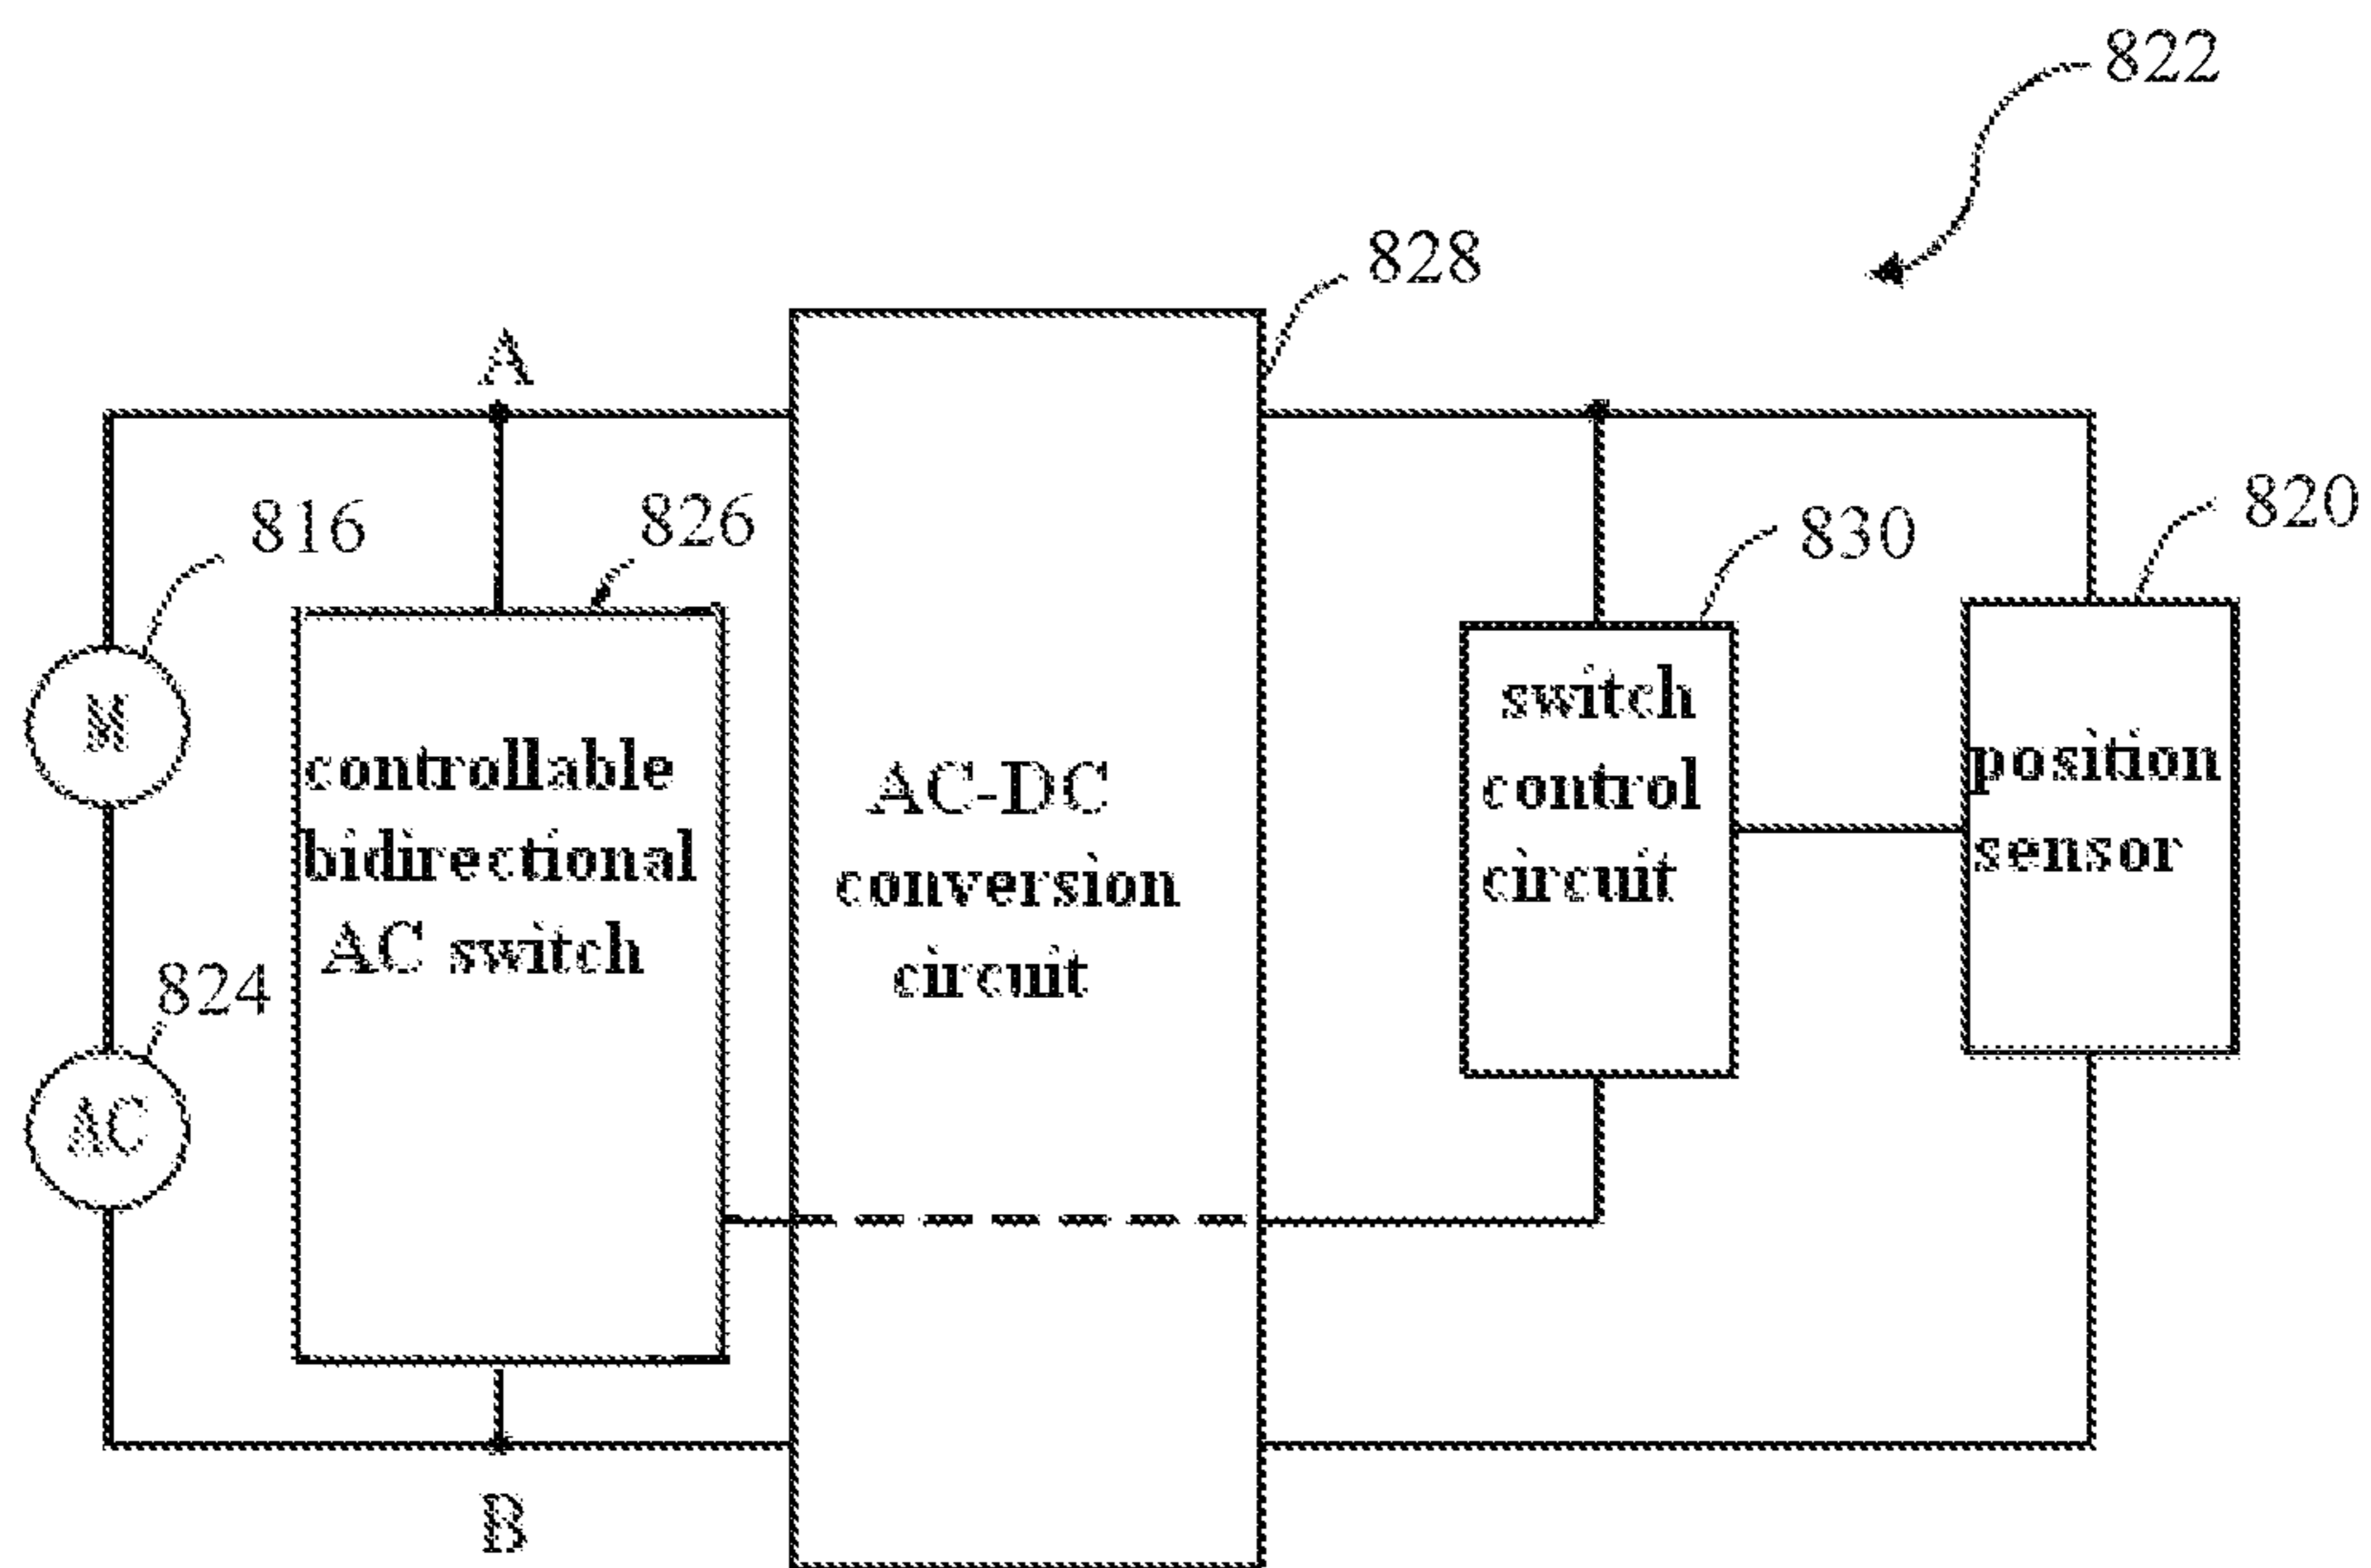 822
828
A
816
826
830
820
M
controllable
bidirectional
AC switch
AC-DC
conversion
circuit
switch
control
circuit
position
sensor
824
AC
B